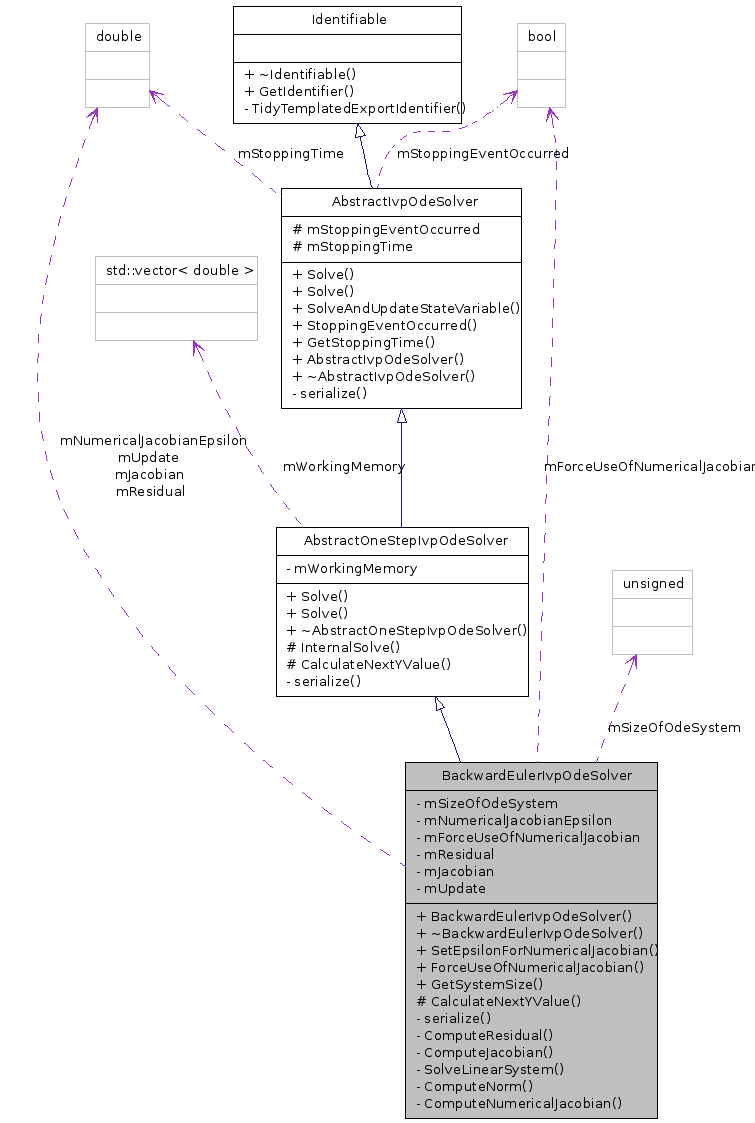 Identifiable
+ ~Identifiable()
+ GetIdentifier()
- TidyTemplatedExportIdentifier()
double
bool
mStoppingTime
mStoppingEventOccurred
AbstractIvpOdeSolver
# mStoppingEventOccurred
# mStoppingTime
+ Solve()
+ Solve()
+ SolveAndUpdateStateVariable()
+ StoppingEventOccurred()
+ GetStoppingTime()
+ AbstractIvpOdeSolver()
+ ~AbstractIvpOdeSolver()
- serialize()
std::vector< double >
mNumericalJacobianEpsilon
mUpdate
mJacobian
mResidual
mWorkingMemory
mForceUseOfNumericalJacobian
AbstractOneStepIvpOdeSolver
- mWorkingMemory
+ Solve()
+ Solve()
+ ~AbstractOneStepIvpOdeSolver()
# InternalSolve()
# CalculateNextYValue()
- serialize()
unsigned
mSizeOfOdeSystem
BackwardEulerIvpOdeSolver
- mSizeOfOdeSystem
- mNumericalJacobianEpsilon
- mForceUseOfNumericalJacobian
- mResidual
- mJacobian
- mUpdate
+ BackwardEulerIvpOdeSolver()
+ ~BackwardEulerIvpOdeSolver()
+ SetEpsilonForNumericalJacobian()
+ ForceUseOfNumericalJacobian()
+ GetSystemSize()
# CalculateNextYValue()
- serialize()
- ComputeResidual()
- ComputeJacobian()
- SolveLinearSystem()
- ComputeNorm()
- ComputeNumericalJacobian()